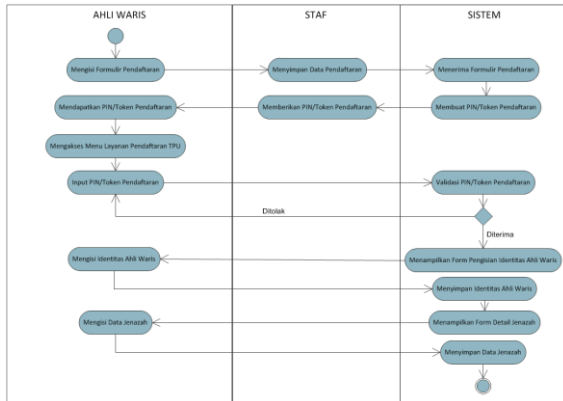 AHLI WARIS
STAF
SISTEM
Mengisi Formulir Pendaftaran
Menyimpan Data Pendaftaran
Menerima Formulir Pendaftaran
Mendapatkan PIN/Token Pendaftaran
Memberikan PIN/Token Pendaftaran
Membuat PIN/Token Pendaftaran
Mengakses Menu Layanan Pendaftaran TPU
Input PIN/Token Pendaftaran
Validasi PIN/Token Pendaftaran
Ditolak
Diterima
Mengisi Identitas Ahli Waris
Menampilkan Form Pengisian Identitas Ahli Waris
Menyimpan Identitas Ahli Waris
Mengisi Data Jenazah
Menampilkan Form Detail Jenazah
Menyimpan Data Jenazah